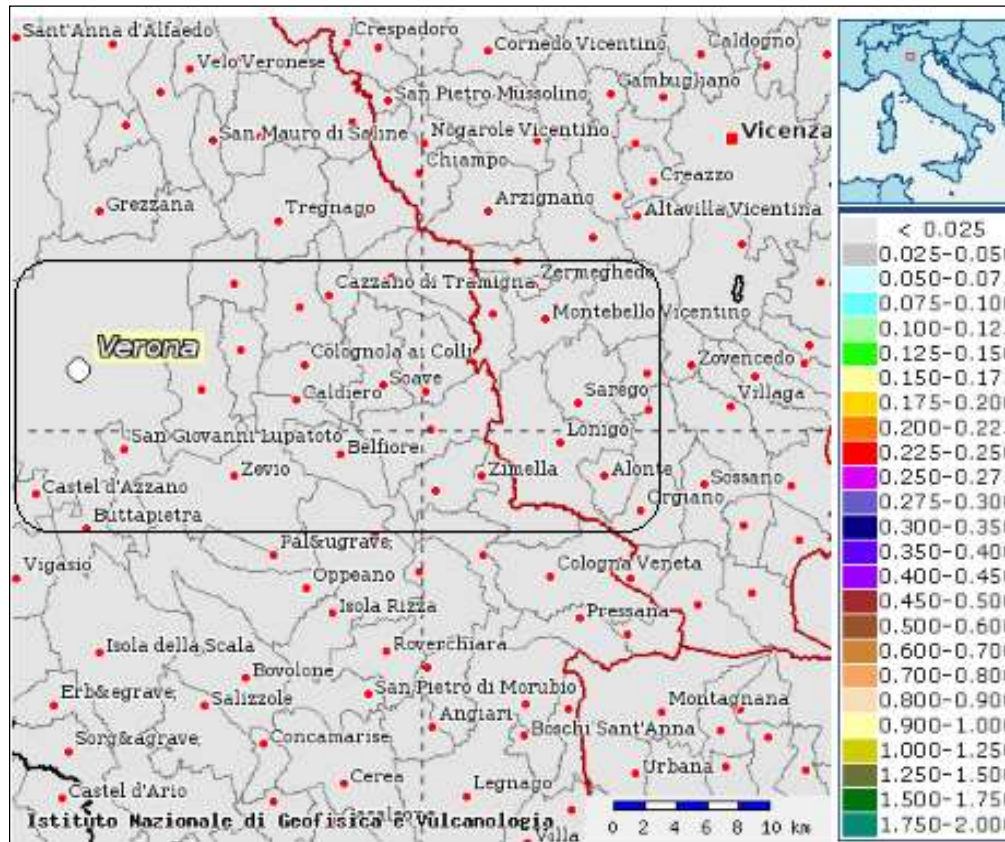 Sant'Anna d'Alfaedo
Crespadoro
Cornedo Vicentino
Caldogno
Velo Veronese
Gambugliano
San Pietro Mussolino
San Mauro di Saline
Nogarole Vicentino
Vicenza
Chiampo
Creazzo
Grezzana
Tregnago
Arzignano
Altavilla Vicentina
Zermeghedo
Cazzano di Tramigna
Montebello Vicentino
Verona
Colognola ai Colli
Zovencedo
Caldiero
Soave
Sarego
Villaga
San Giovanni Lupatoto
Lonigo
Belfiore
Zevio
Zimella
Alonte
Sossano
Castel d'Azzano
Orgiano
Buttapietra
Pal&ugrave;
Vigasio
Oppeano
Cologna Veneta
Isola Rizza
Pressana
Isola della Scala
Roverchiara
Bovolone
Erb&egrave;
Salizzole
San Pietro di Morubio
Montagnana
Angiari
Boschi Sant'Anna
Sorg&agrave;
Concamarise
Urbana
Castel d'Ario
Cerea
Legnago
Istituto Nazionale di Geofisica e Vulcanologia
Villa
0 2 4 6 8 10 km
< 0.025
0.025-0.050
0.050-0.07
0.075-0.10
0.100-0.12
0.125-0.150
0.150-0.17
0.175-0.200
0.200-0.22
0.225-0.250
0.250-0.27
0.275-0.30
0.300-0.35
0.350-0.40
0.400-0.45
0.450-0.50
0.500-0.60
0.600-0.70
0.700-0.80
0.800-0.90
0.900-1.00
1.000-1.250
1.250-1.50
1.500-1.75
1.750-2.00